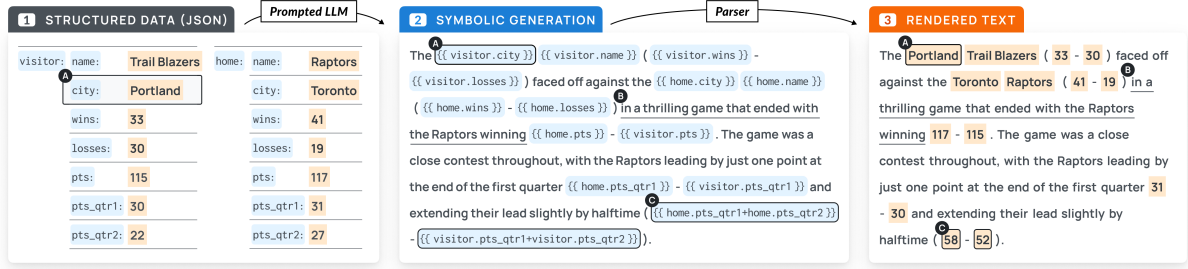 1 STRUCTURED DATA (JSON)
Prompted LLM
visitor: name: Trail Blazers home: name: Raptors
A
city: Portland city: Toronto
wins: 33 wins: 41
losses: 30 losses: 19
pts: 115 pts: 117
pts_qtr1: 30 pts_qtr1: 31
pts_qtr2: 22 pts_qtr2: 27
2 SYMBOLIC GENERATION
Parser
A
The {{ visitor.city }} {{ visitor.name }} ( {{ visitor.wins }} -
{{ visitor.losses }} ) faced off against the {{ home.city }} {{ home.name }}
B
( {{ home.wins }} - {{ home.losses }} ) in a thrilling game that ended with
the Raptors winning {{ home.pts }} - {{ visitor.pts }} . The game was a
close contest throughout, with the Raptors leading by just one point at
the end of the first quarter {{ home.pts_qtr1 }} - {{ visitor.pts_qtr1 }} and
C
extending their lead slightly by halftime ( {{ home.pts_qtr1+home.pts_qtr2 }}
- {{ visitor.pts_qtr1+visitor.pts_qtr2 }} ).
3 RENDERED TEXT
A
The Portland Trail Blazers ( 33 - 30 ) faced off
B
against the Toronto Raptors ( 41 - 19 ) in a
thrilling game that ended with the Raptors
winning 117 - 115 . The game was a close
contest throughout, with the Raptors leading by
just one point at the end of the first quarter 31
- 30 and extending their lead slightly by
C
halftime ( 58 - 52 ).